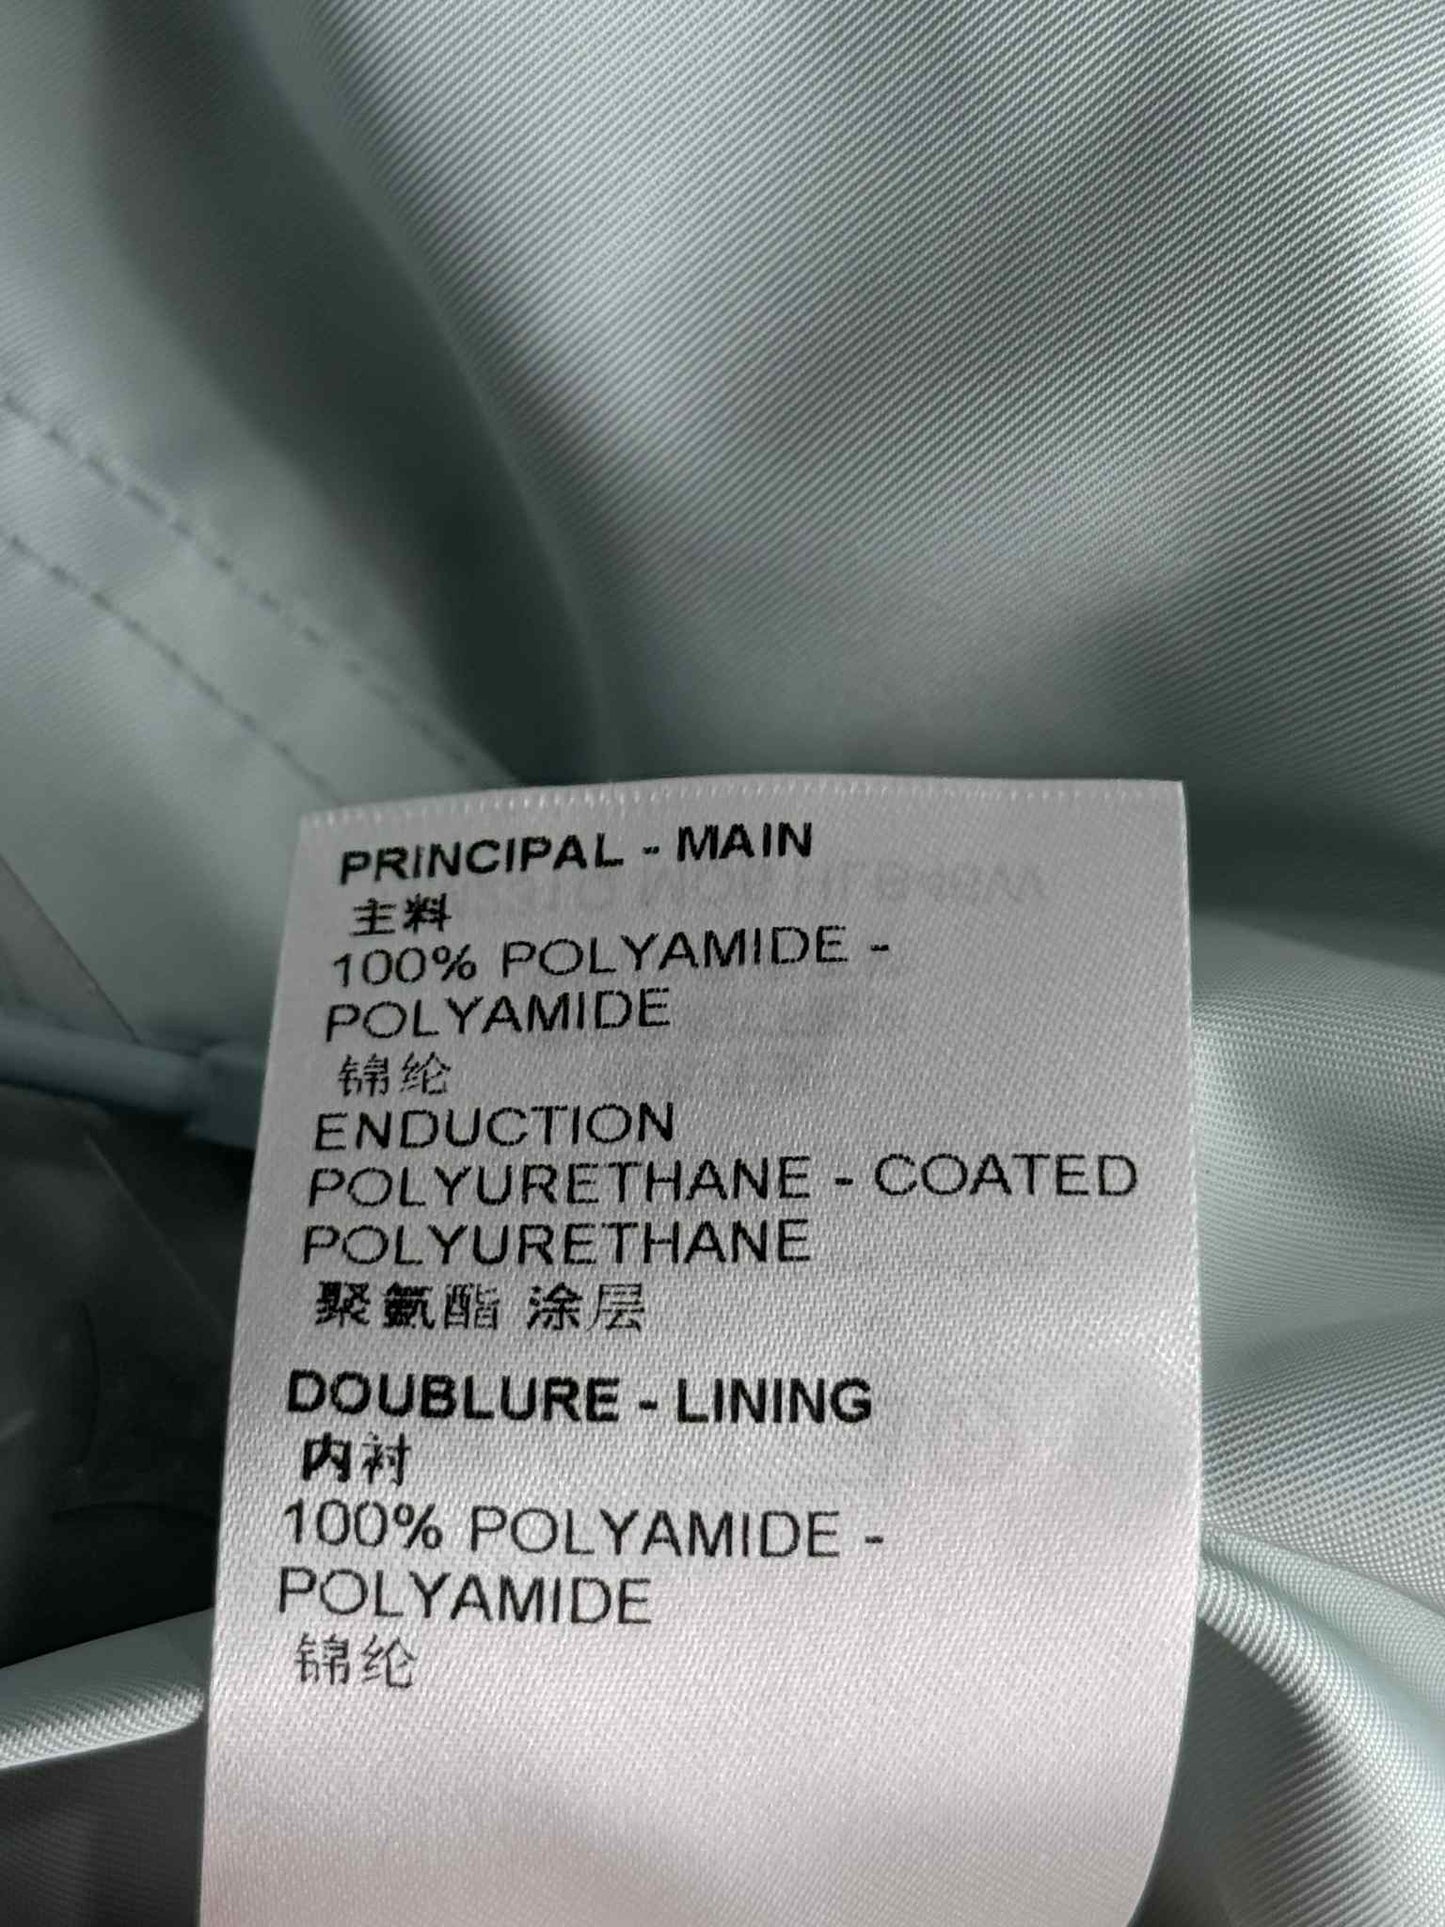 PRINCIPAL - MAIN
主料
100% POLYAMIDE -
POLYAMIDE
锦纶
ENDUCTION
POLYURETHANE - COATED
POLYURETHANE
聚氨酯 涂层
DOUBLURE - LINING
内衬
100% POLYAMIDE -
POLYAMIDE
锦纶